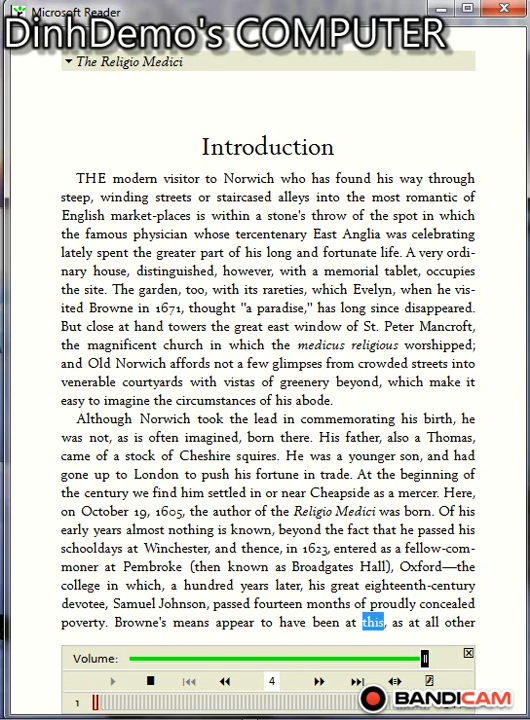 Microsoft Reader
DinhDemo's COMPUTER
The Religio Medici
Introduction
THE modern visitor to Norwich who has found his way through
steep, winding streets or staircased alleys into the most romantic of
English market-places is within a stone's throw of the spot in which
the famous physician whose tercentenary East Anglia was celebrating
lately spent the greater part of his long and fortunate life. A very ordi-
nary house, distinguished, however, with a memorial tablet, occupies
the site. The garden, too, with its rareties, which Evelyn, when he vis-
ited Browne in 1671, thought "a paradise," has long since disappeared.
But close at hand towers the great east window of St. Peter Mancroft,
the magnificent church in which the medicus religious worshipped;
and Old Norwich affords not a few glimpses from crowded streets into
venerable courtyards with vistas of greenery beyond, which make it
easy to imagine the circumstances of his abode.
Although Norwich took the lead in commemorating his birth, he
was not, as is often imagined, born there. His father, also a Thomas,
came of a stock of Cheshire squires. He was a younger son, and had
gone up to London to push his fortune in trade. At the beginning of
the century we find him settled in or near Cheapside as a mercer. Here,
on October 19, 1605, the author of the Religio Medici was born. Of his
early years almost nothing is known, beyond the fact that he passed his
schooldays at Winchester, and thence, in 1623, entered as a fellow-com-
moner at Pembroke (then known as Broadgates Hall), Oxford—the
college in which, a hundred years later, his great eighteenth-century
devotee, Samuel Johnson, passed fourteen months of proudly concealed
poverty. Browne's means appear to have been at this, as at all other
Volume:
4
1
BANDICAM